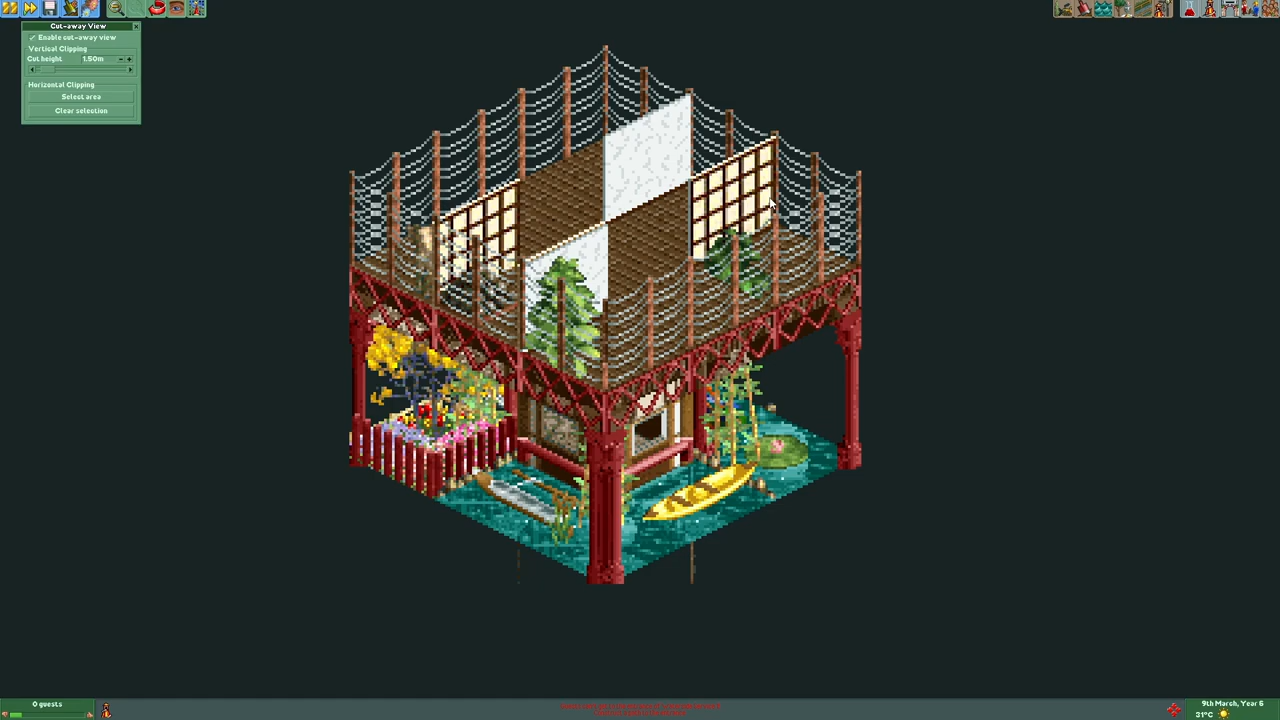 Cut-away View
✓ Enable cut-away view
Vertical Clipping
Cut height 1.50m - +
Horizontal Clipping
Select area
Clear selection
0 guests
9th March, Year 6
31°C